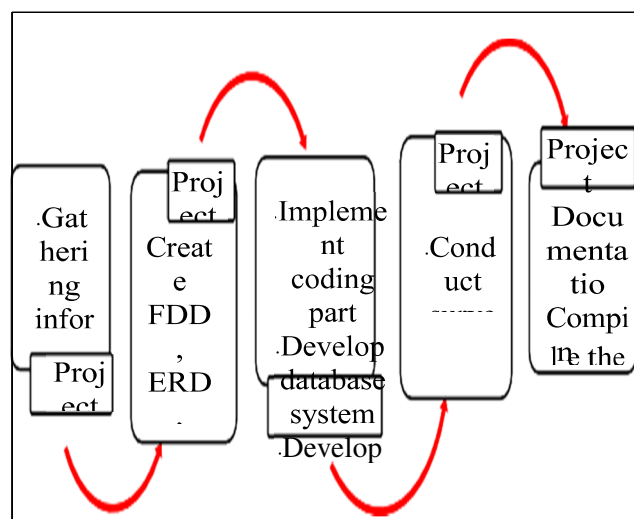 .Gat
heri
ng
infor
Proj
ect
Proj
ect
Creat
e
FDD
,
ERD
.Impleme
nt
coding
part
.Develop
database
system
.Develop
Proj
ect
.Cond
uct
Projec
t
Docu
menta
tio
Compi
le the